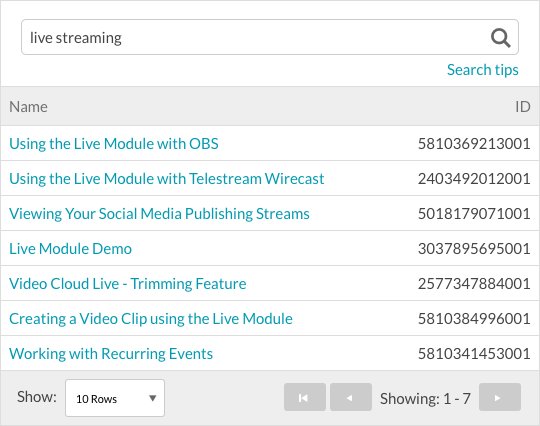 live streaming
Search tips
Name ID
Using the Live Module with OBS 5810369213001
Using the Live Module with Telestream Wirecast 2403492012001
Viewing Your Social Media Publishing Streams 5018179071001
Live Module Demo 3037895695001
Video Cloud Live - Trimming Feature 2577347884001
Creating a Video Clip using the Live Module 5810384996001
Working with Recurring Events 5810341453001
Show: 10 Rows Showing: 1 - 7